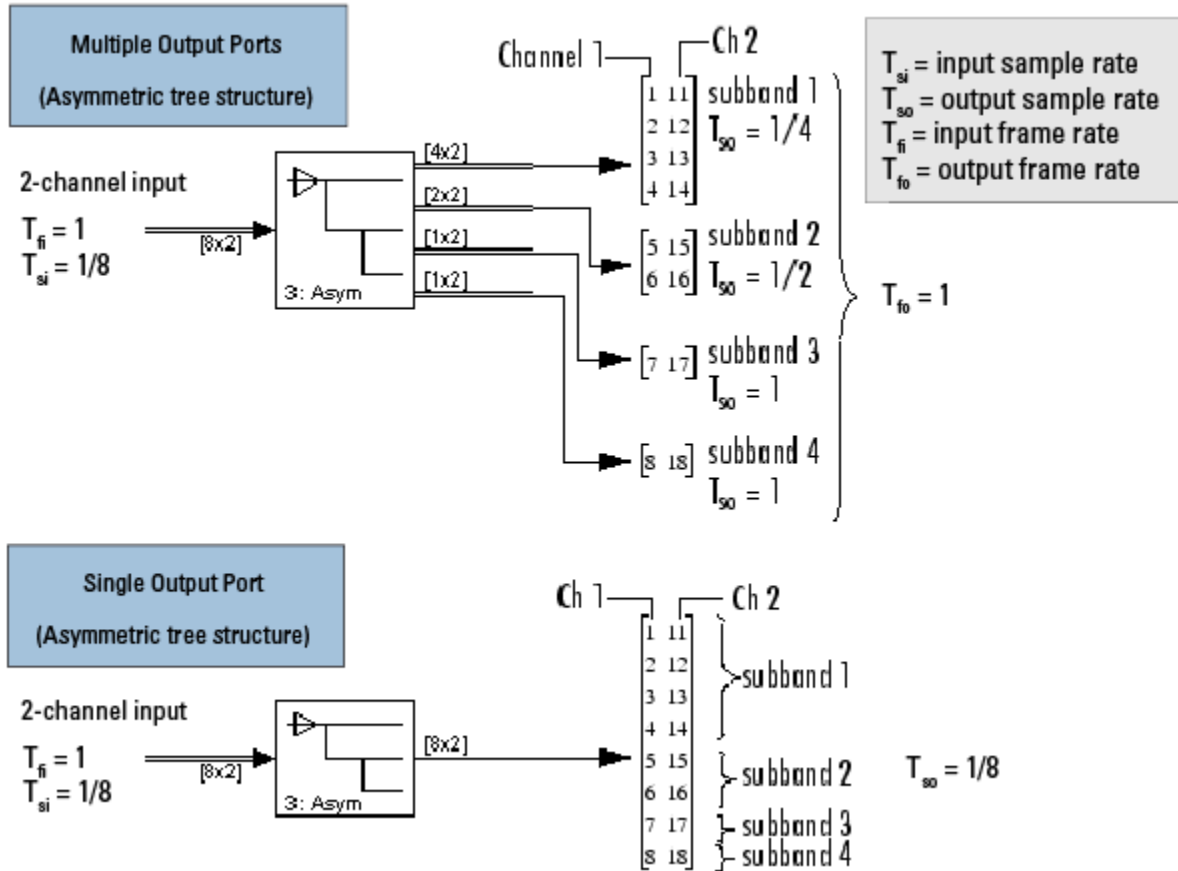 Multiple Output Ports
(Asymmetric tree structure)
2-channel input
T_fi = 1
T_si = 1/8
[8x2]
3: Asym
[4x2]
[2x2]
[1x2]
[1x2]
Channel 1
Ch 2
1 11
2 12
3 13
4 14
subband 1
T_so = 1/4
5 15
6 16
subband 2
T_so = 1/2
[7 17]
subband 3
T_so = 1
[8 18]
subband 4
T_so = 1
T_fo = 1
T_si = input sample rate
T_so = output sample rate
T_fi = input frame rate
T_fo = output frame rate
Single Output Port
(Asymmetric tree structure)
2-channel input
T_fi = 1
T_si = 1/8
[8x2]
3: Asym
[8x2]
Ch 1
Ch 2
1 11
2 12
3 13
4 14
5 15
6 16
7 17
8 18
subband 1
subband 2
subband 3
subband 4
T_so = 1/8